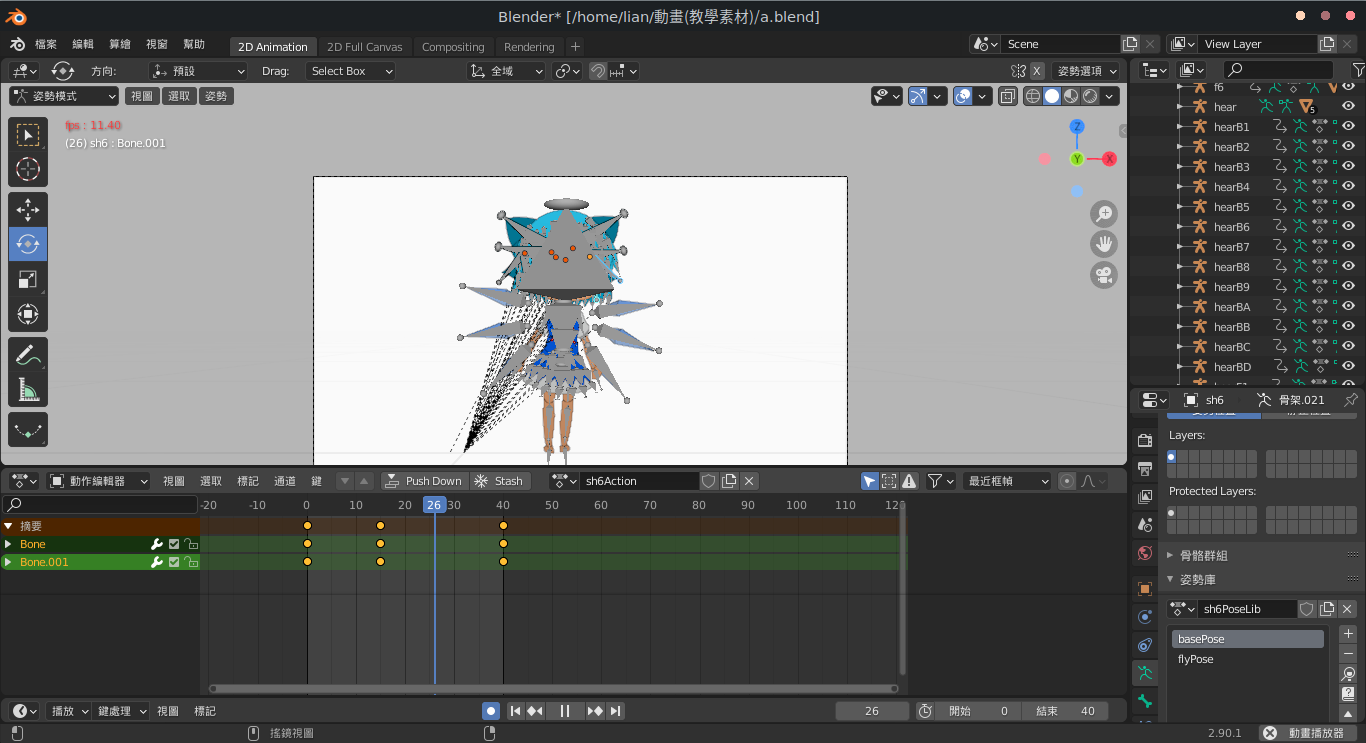 Blender* [/home/lian/動畫(教學素材)/a.blend]
檔案 編輯 算繪 視窗 幫助 2D Animation 2D Full Canvas Compositing Rendering + Scene View Layer
方向: 預設 Drag: Select Box 全域 X 姿勢選項
姿勢模式 視圖 選取 姿勢
fps : 11.40
(26) sh6 : Bone.001
Z
Y X
f6
hear 5
hearB1
hearB2
hearB3
hearB4
hearB5
hearB6
hearB7
hearB8
hearB9
hearBA
hearBB
hearBC
hearBD
sh6 骨架.021
Layers:
Protected Layers:
骨骼群組
姿勢庫
sh6PoseLib
basePose
flyPose
動作編輯器 視圖 選取 標記 通道 鍵 Push Down Stash sh6Action 最近框幀
-20 -10 0 10 20 26 30 40 50 60 70 80 90 100 110 120
摘要
Bone
Bone.001
播放 鍵處理 視圖 標記 26 開始 0 結束 40
搖鏡視圖 2.90.1 動畫播放器